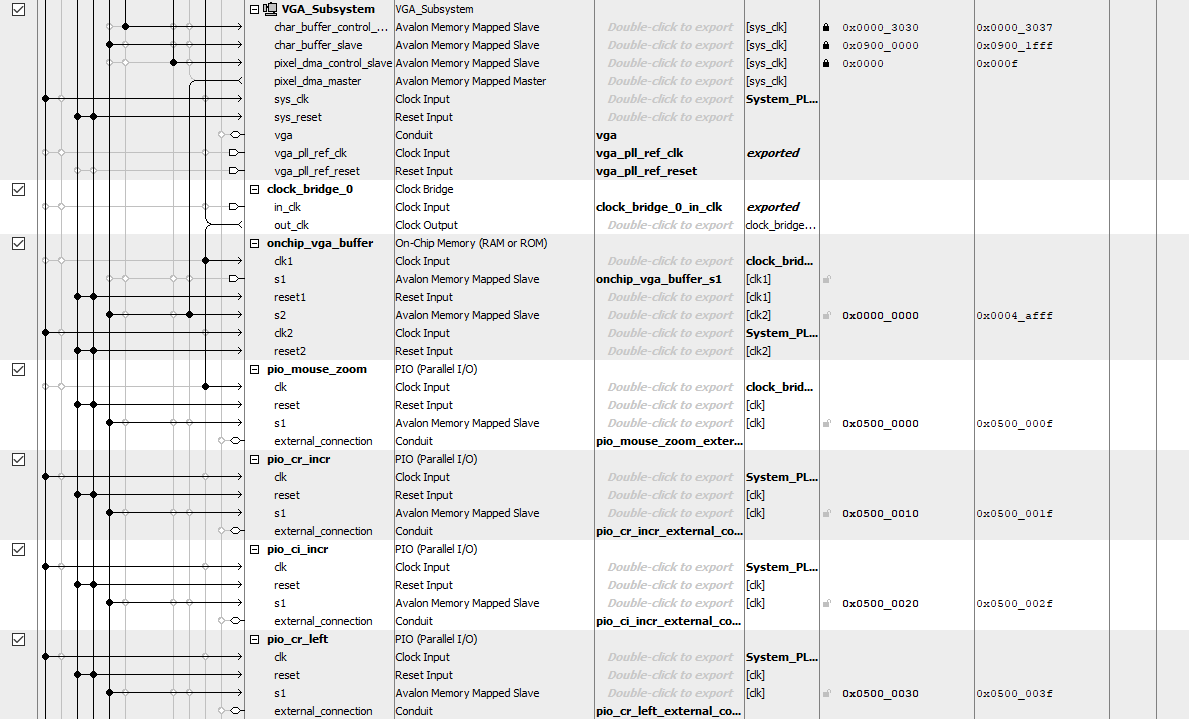 VGA_Subsystem VGA_Subsystem
char_buffer_control_... Avalon Memory Mapped Slave Double-click to export [sys_clk] 0x0000_3030 0x0000_3037
char_buffer_slave Avalon Memory Mapped Slave Double-click to export [sys_clk] 0x0900_0000 0x0900_1fff
pixel_dma_control_slave Avalon Memory Mapped Slave Double-click to export [sys_clk] 0x0000 0x000f
pixel_dma_master Avalon Memory Mapped Master Double-click to export [sys_clk]
sys_clk Clock Input Double-click to export System_PL...
sys_reset Reset Input Double-click to export
vga Conduit vga
vga_pll_ref_clk Clock Input vga_pll_ref_clk exported
vga_pll_ref_reset Reset Input vga_pll_ref_reset
clock_bridge_0 Clock Bridge
in_clk Clock Input clock_bridge_0_in_clk exported
out_clk Clock Output Double-click to export clock_bridge...
onchip_vga_buffer On-Chip Memory (RAM or ROM)
clk1 Clock Input Double-click to export clock_brid...
s1 Avalon Memory Mapped Slave onchip_vga_buffer_s1 [clk1]
reset1 Reset Input Double-click to export [clk1]
s2 Avalon Memory Mapped Slave Double-click to export [clk2] 0x0000_0000 0x0004_afff
clk2 Clock Input Double-click to export System_PL...
reset2 Reset Input Double-click to export [clk2]
pio_mouse_zoom PIO (Parallel I/O)
clk Clock Input Double-click to export clock_brid...
reset Reset Input Double-click to export [clk]
s1 Avalon Memory Mapped Slave Double-click to export [clk] 0x0500_0000 0x0500_000f
external_connection Conduit pio_mouse_zoom_exter...
pio_cr_incr PIO (Parallel I/O)
clk Clock Input Double-click to export System_PL...
reset Reset Input Double-click to export [clk]
s1 Avalon Memory Mapped Slave Double-click to export [clk] 0x0500_0010 0x0500_001f
external_connection Conduit pio_cr_incr_external_co...
pio_ci_incr PIO (Parallel I/O)
clk Clock Input Double-click to export System_PL...
reset Reset Input Double-click to export [clk]
s1 Avalon Memory Mapped Slave Double-click to export [clk] 0x0500_0020 0x0500_002f
external_connection Conduit pio_ci_incr_external_co...
pio_cr_left PIO (Parallel I/O)
clk Clock Input Double-click to export System_PL...
reset Reset Input Double-click to export [clk]
s1 Avalon Memory Mapped Slave Double-click to export [clk] 0x0500_0030 0x0500_003f
external_connection Conduit pio_cr_left_external_co...